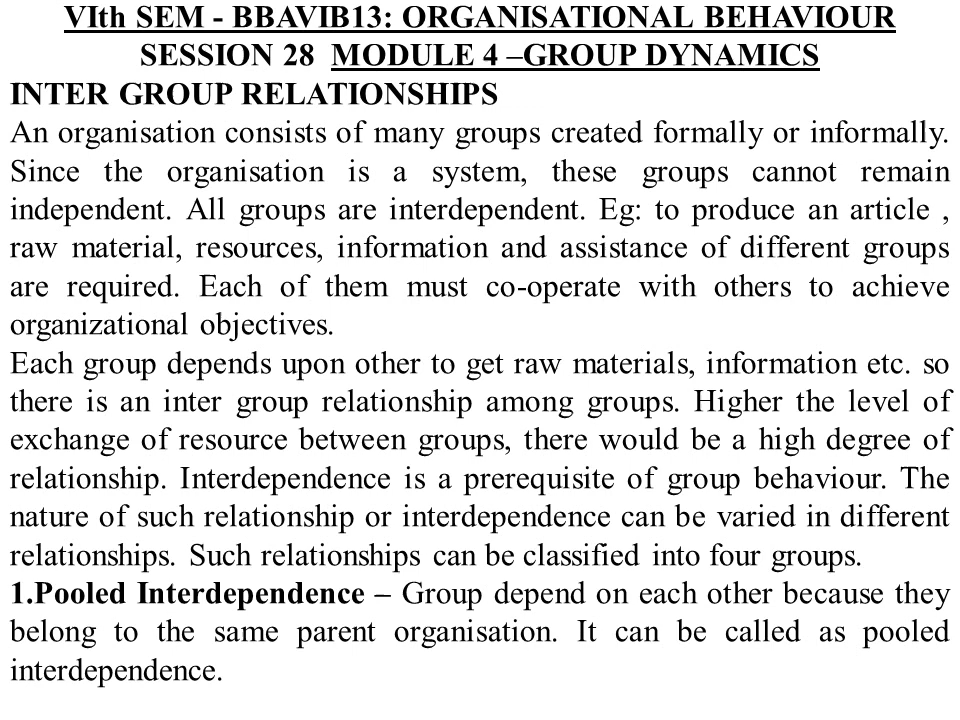 VIth SEM - BBAVIB13: ORGANISATIONAL BEHAVIOUR
SESSION 28  MODULE 4 –GROUP DYNAMICS
INTER GROUP RELATIONSHIPS
An organisation consists of many groups created formally or informally.
Since the organisation is a system, these groups cannot remain
independent. All groups are interdependent. Eg: to produce an article ,
raw material, resources, information and assistance of different groups
are required. Each of them must co-operate with others to achieve
organizational objectives.
Each group depends upon other to get raw materials, information etc. so
there is an inter group relationship among groups. Higher the level of
exchange of resource between groups, there would be a high degree of
relationship. Interdependence is a prerequisite of group behaviour. The
nature of such relationship or interdependence can be varied in different
relationships. Such relationships can be classified into four groups.
1.Pooled Interdependence – Group depend on each other because they
belong to the same parent organisation. It can be called as pooled
interdependence.